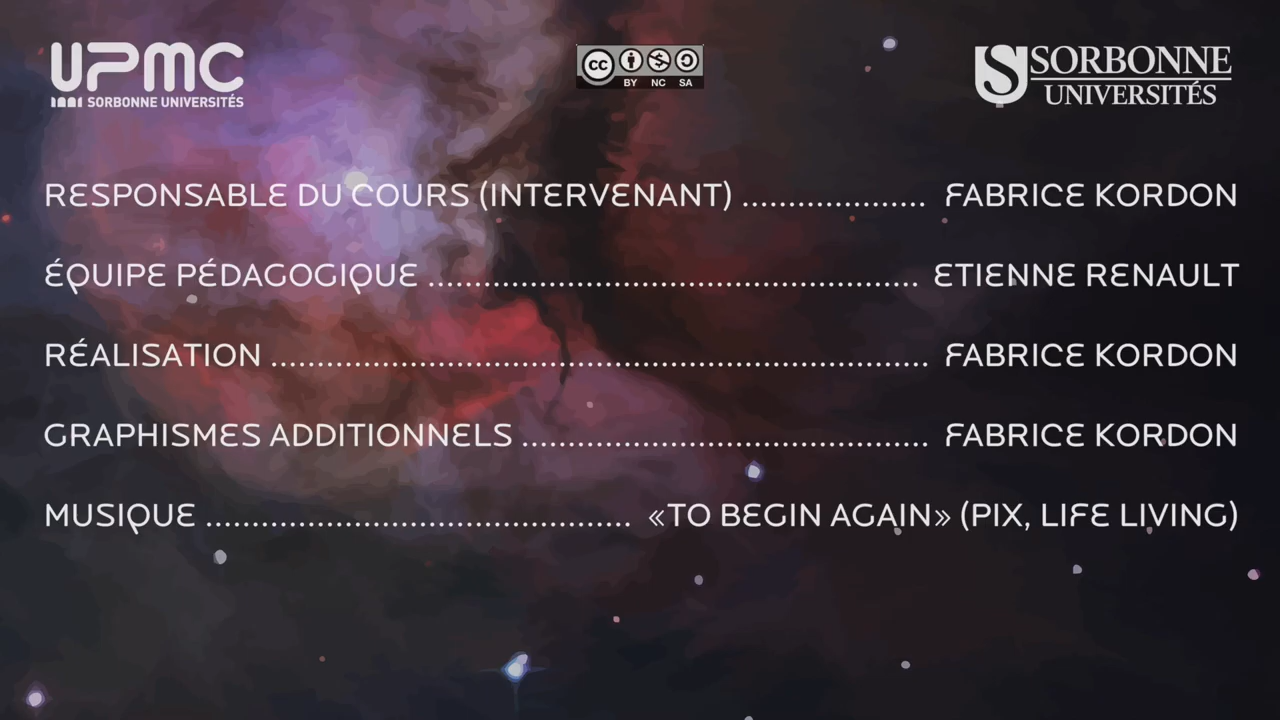 UPMC
SORBONNE UNIVERSITÉS
cc
BY NC SA
SORBONNE
UNIVERSITÉS
RESPONSABLE DU COURS (INTERVENANT) .................... FABRICE KORDON
ÉQUIPE PÉDAGOGIQUE ..................................................... ETIENNE RENAULT
RÉALISATION ....................................................................... FABRICE KORDON
GRAPHISMES ADDITIONNELS ............................................ FABRICE KORDON
MUSIQUE .............................................. «TO BEGIN AGAIN» (PIX, LIFE LIVING)